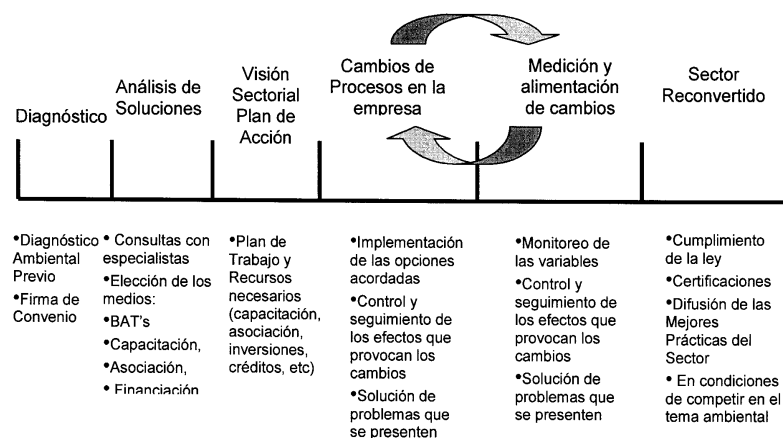 Diagnóstico
Análisis de
Soluciones
Visión
Sectorial
Plan de
Acción
Cambios de
Procesos en la
empresa
Medición y
alimentación
de cambios
Sector
Reconvertido
•Diagnóstico
Ambiental
Previo
•Firma de
Convenio
• Consultas con
especialistas
•Elección de los
medios:
•BAT's
•Capacitación,
•Asociación,
• Financiación
•Plan de
Trabajo y
Recursos
necesarios
(capacitación,
asociación,
inversiones,
créditos, etc)
•Implementación
de las opciones
acordadas
•Control y
seguimiento de
los efectos que
provocan los
cambios
•Solución de
problemas que
se presenten
•Monitoreo de
las variables
•Control y
seguimiento de
los efectos que
provocan los
cambios
•Solución de
problemas que
se presenten
•Cumplimiento
de la ley
•Certificaciones
•Difusión de las
Mejores
Prácticas del
Sector
• En condiciones
de competir en el
tema ambiental